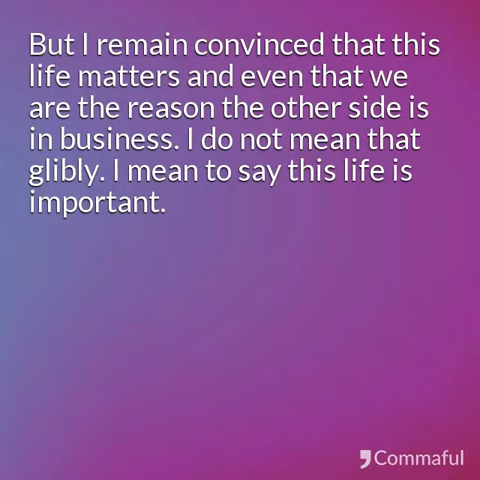 But I remain convinced that this
life matters and even that we
are the reason the other side is
in business. I do not mean that
glibly. I mean to say this life is
important.
Commaful